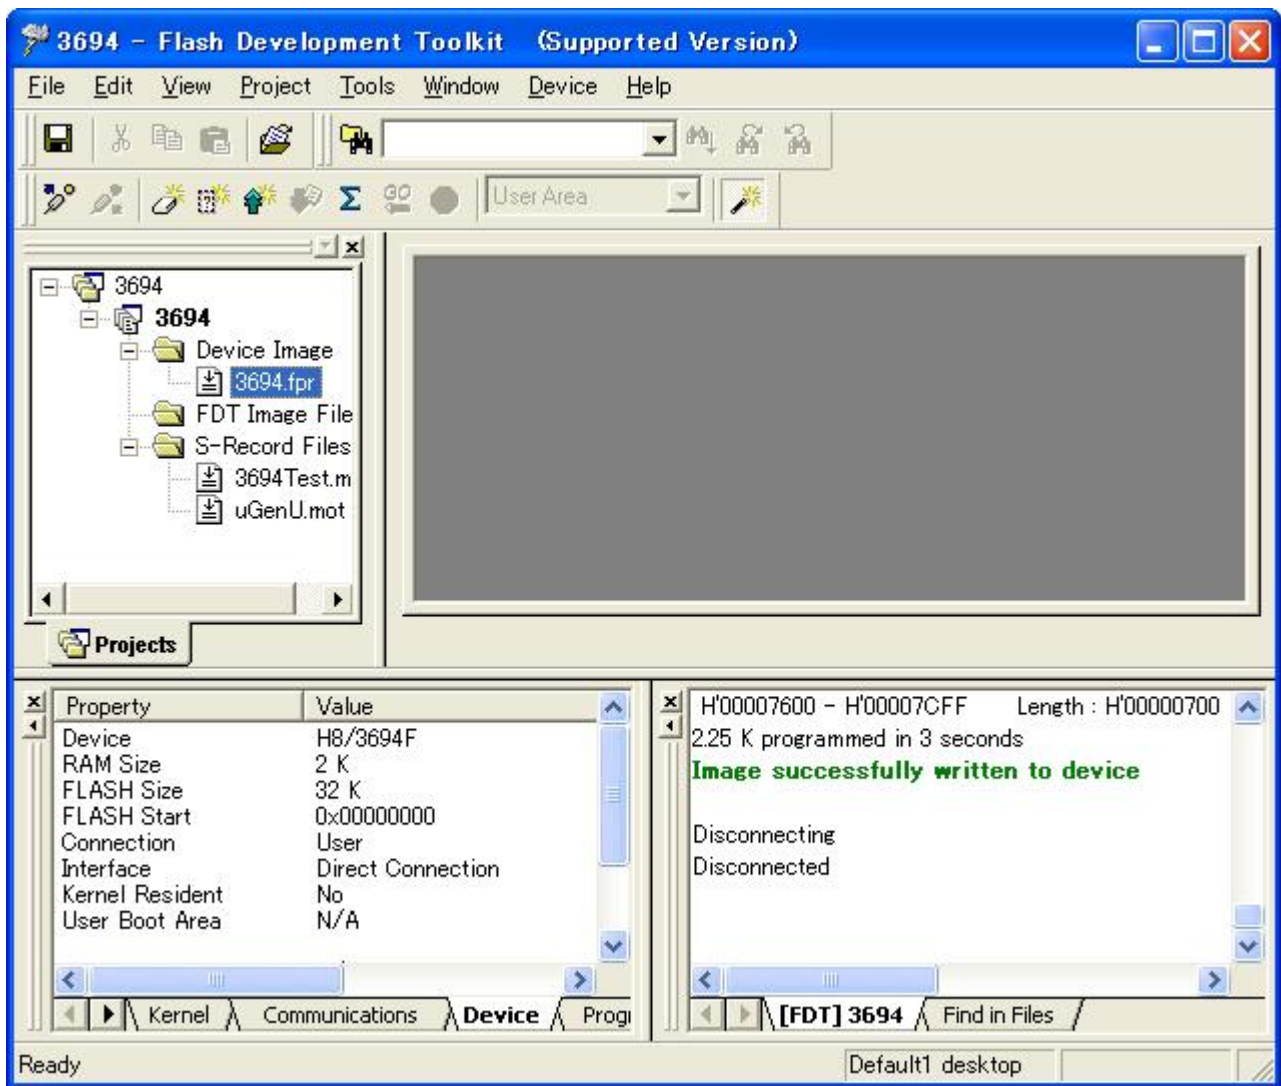 3694 - Flash Development Toolkit (Supported Version)
File Edit View Project Tools Window Device Help
GO
User Area
3694
3694
Device Image
3694.fpr
FDT Image File
S-Record Files
3694Test.m
uGenU.mot
Projects
Property Value
Device H8/3694F
RAM Size 2 K
FLASH Size 32 K
FLASH Start 0x00000000
Connection User
Interface Direct Connection
Kernel Resident No
User Boot Area N/A
Kernel Communications Device Progr
H'00007600 - H'00007CFF Length : H'00000700
2.25 K programmed in 3 seconds
Image successfully written to device
Disconnecting
Disconnected
[FDT] 3694 Find in Files
Ready Default1 desktop